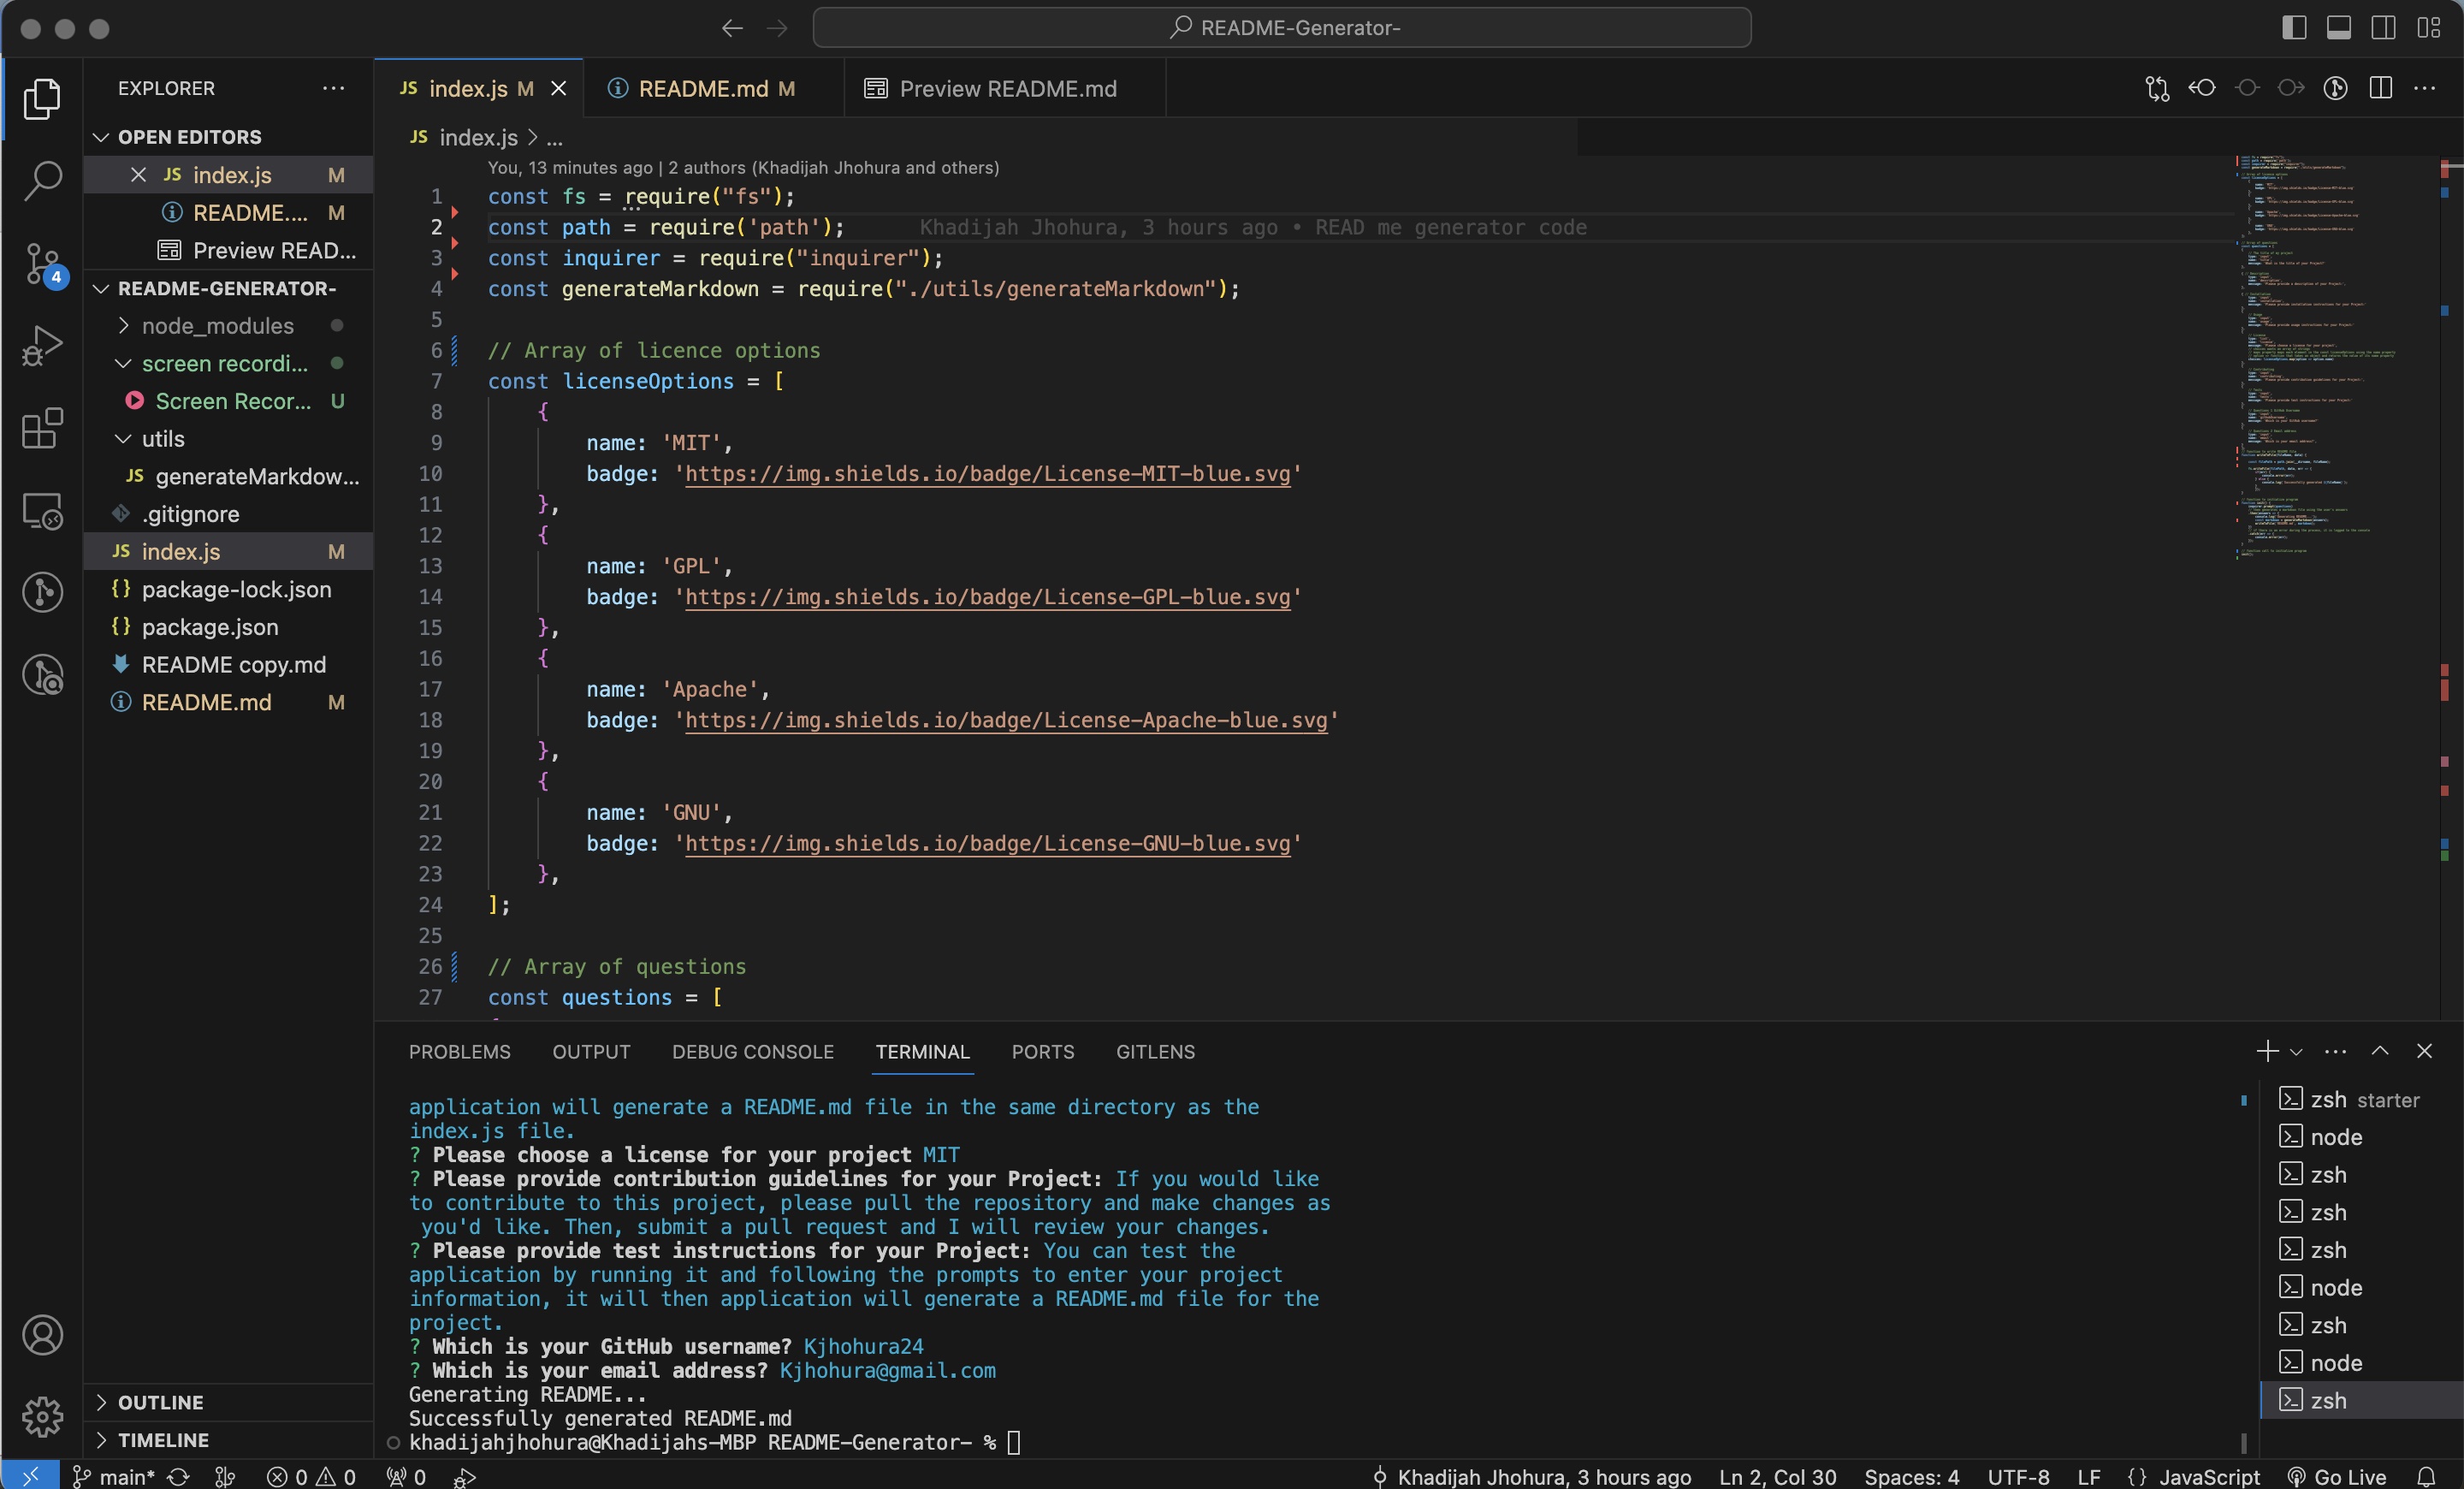 README-Generator-
EXPLORER
OPEN EDITORS
JS index.js M
README.... M
Preview READ...
README-GENERATOR-
node_modules
screen recordi...
Screen Recor... U
utils
JS generateMarkdow...
.gitignore
JS index.js M
{} package-lock.json
{} package.json
README copy.md
README.md M
OUTLINE
TIMELINE
4
JS index.js M
README.md M
Preview README.md
JS index.js > ...
You, 13 minutes ago | 2 authors (Khadijah Jhohura and others)
1 const fs = require("fs");
2 const path = require('path'); Khadijah Jhohura, 3 hours ago • READ me generator code
3 const inquirer = require("inquirer");
4 const generateMarkdown = require("./utils/generateMarkdown");
5
6 // Array of licence options
7 const licenseOptions = [
8 {
9 name: 'MIT',
10 badge: 'https://img.shields.io/badge/License-MIT-blue.svg'
11 },
12 {
13 name: 'GPL',
14 badge: 'https://img.shields.io/badge/License-GPL-blue.svg'
15 },
16 {
17 name: 'Apache',
18 badge: 'https://img.shields.io/badge/License-Apache-blue.svg'
19 },
20 {
21 name: 'GNU',
22 badge: 'https://img.shields.io/badge/License-GNU-blue.svg'
23 },
24 ];
25
26 // Array of questions
27 const questions = [
PROBLEMS OUTPUT DEBUG CONSOLE TERMINAL PORTS GITLENS
application will generate a README.md file in the same directory as the
index.js file.
? Please choose a license for your project MIT
? Please provide contribution guidelines for your Project: If you would like
to contribute to this project, please pull the repository and make changes as
you'd like. Then, submit a pull request and I will review your changes.
? Please provide test instructions for your Project: You can test the
application by running it and following the prompts to enter your project
information, it will then application will generate a README.md file for the
project.
? Which is your GitHub username? Kjhohura24
? Which is your email address? Kjhohura@gmail.com
Generating README...
Successfully generated README.md
khadijahjhohura@Khadijahs-MBP README-Generator- %
zsh starter
node
zsh
zsh
zsh
node
zsh
node
zsh
main* 0 0 0 Khadijah Jhohura, 3 hours ago Ln 2, Col 30 Spaces: 4 UTF-8 LF {} JavaScript Go Live